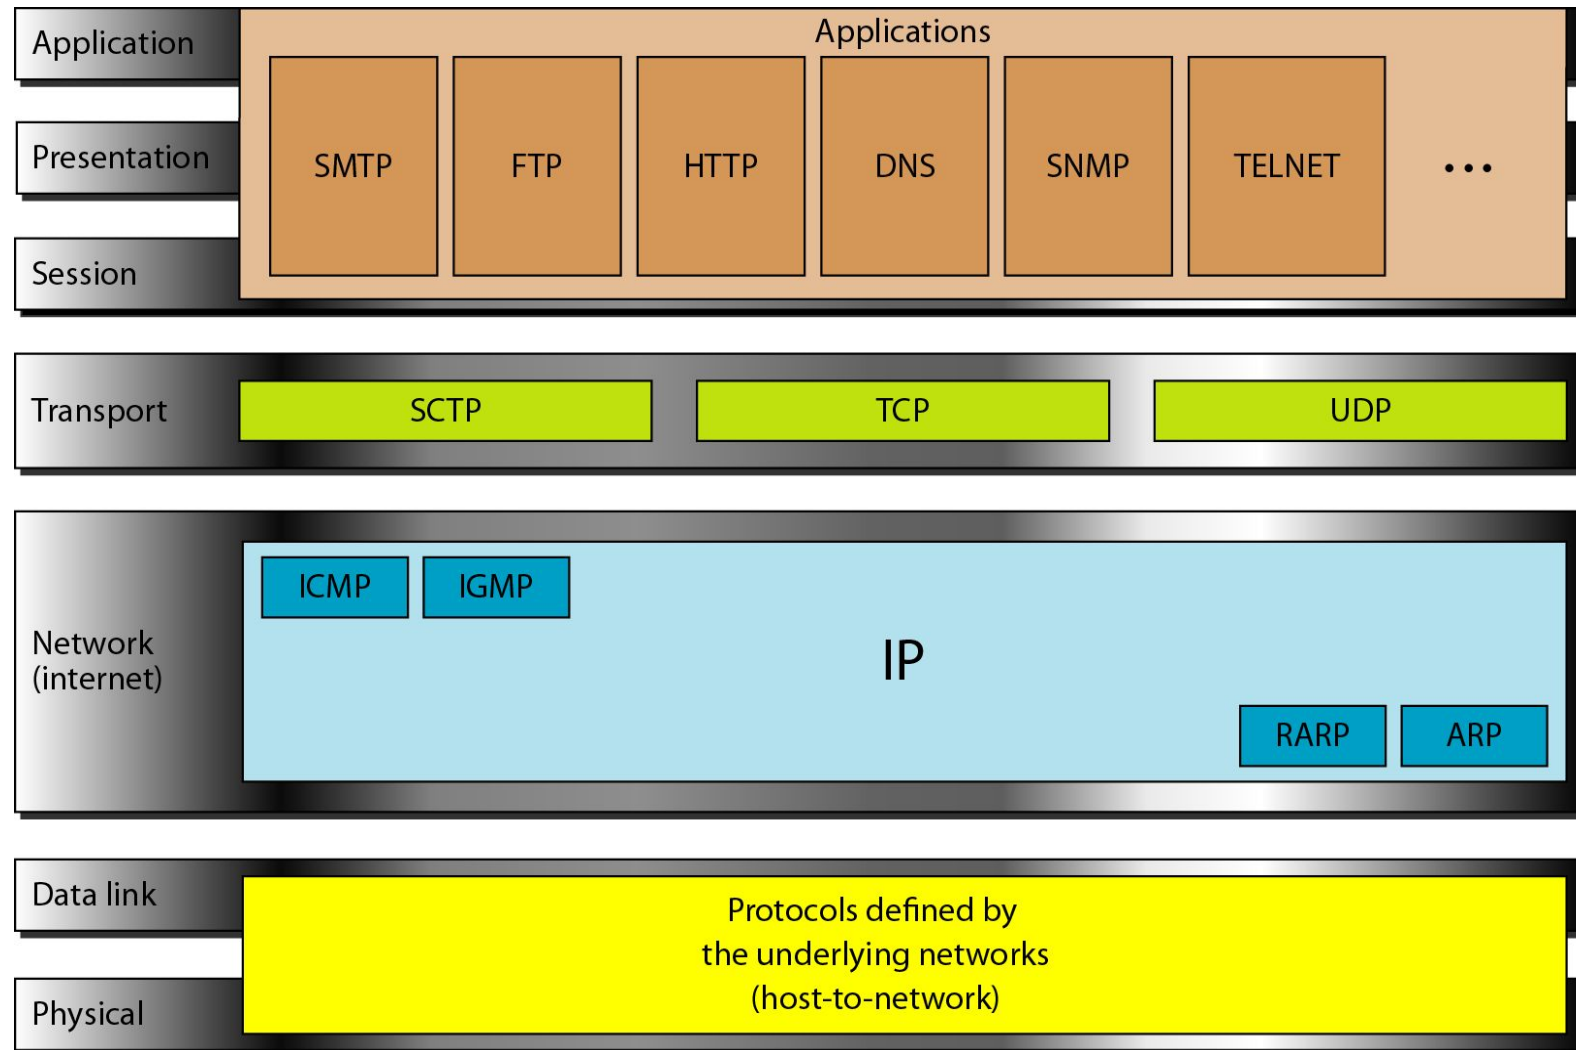 Application
Applications
Presentation
SMTP
FTP
HTTP
DNS
SNMP
TELNET
...
Session
Transport
SCTP
TCP
UDP
Network
(internet)
ICMP
IGMP
IP
RARP
ARP
Data link
Protocols defined by
the underlying networks
(host-to-network)
Physical